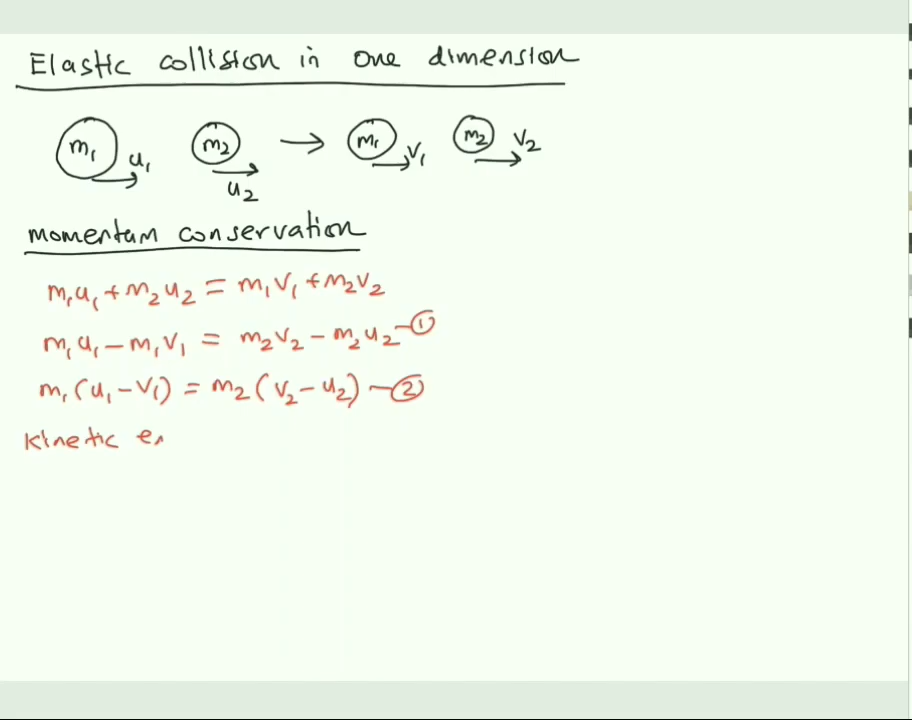 Elastic collision in one dimension
m₁ u₁ m₂ u₂ → m₁ v₁ m₂ v₂
momentum conservation
m₁u₁ + m₂u₂ = m₁v₁ + m₂v₂
m₁u₁ − m₁v₁ = m₂v₂ − m₂u₂ —①
m₁(u₁ − v₁) = m₂(v₂ − u₂) —②
Kinetic en